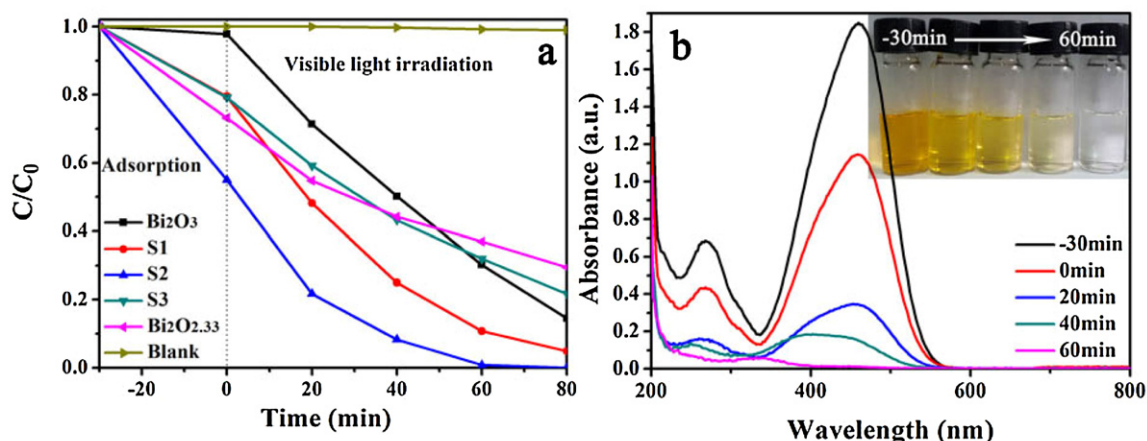 a
Visible light irradiation
Adsorption
Bi2O3
S1
S2
S3
Bi2O2.33
Blank
C/C0
1.0
0.8
0.6
0.4
0.2
0.0
-20 0 20 40 60 80
Time (min)
b
-30min 60min
-30min
0min
20min
40min
60min
Absorbance (a.u.)
1.8
1.6
1.4
1.2
1.0
0.8
0.6
0.4
0.2
0.0
200 400 600 800
Wavelength (nm)